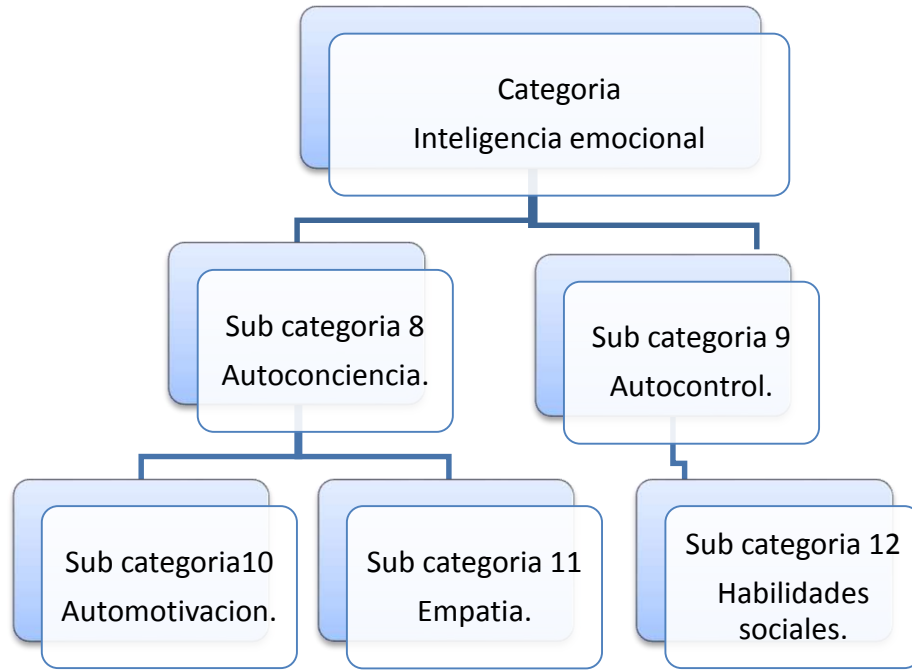 Categoria
Inteligencia emocional
Sub categoria 8
Autoconciencia.
Sub categoria 9
Autocontrol.
Sub categoria10
Automotivacion.
Sub categoria 11
Empatia.
Sub categoria 12
Habilidades
sociales.